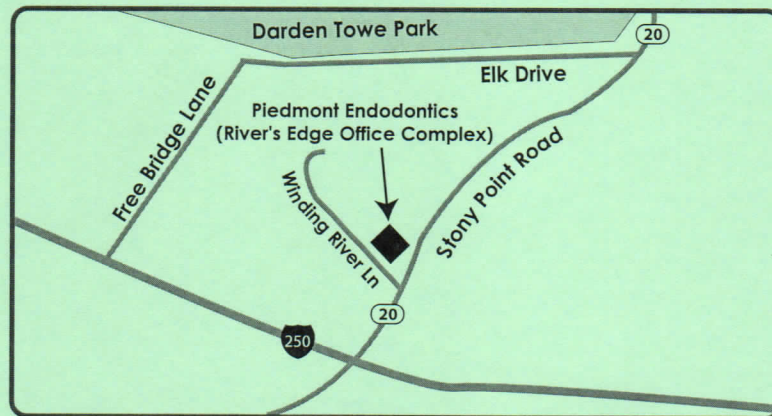 Darden Towe Park
20
Elk Drive
Free Bridge Lane
Piedmont Endodontics
(River's Edge Office Complex)
Winding River Ln
Stony Point Road
20
250